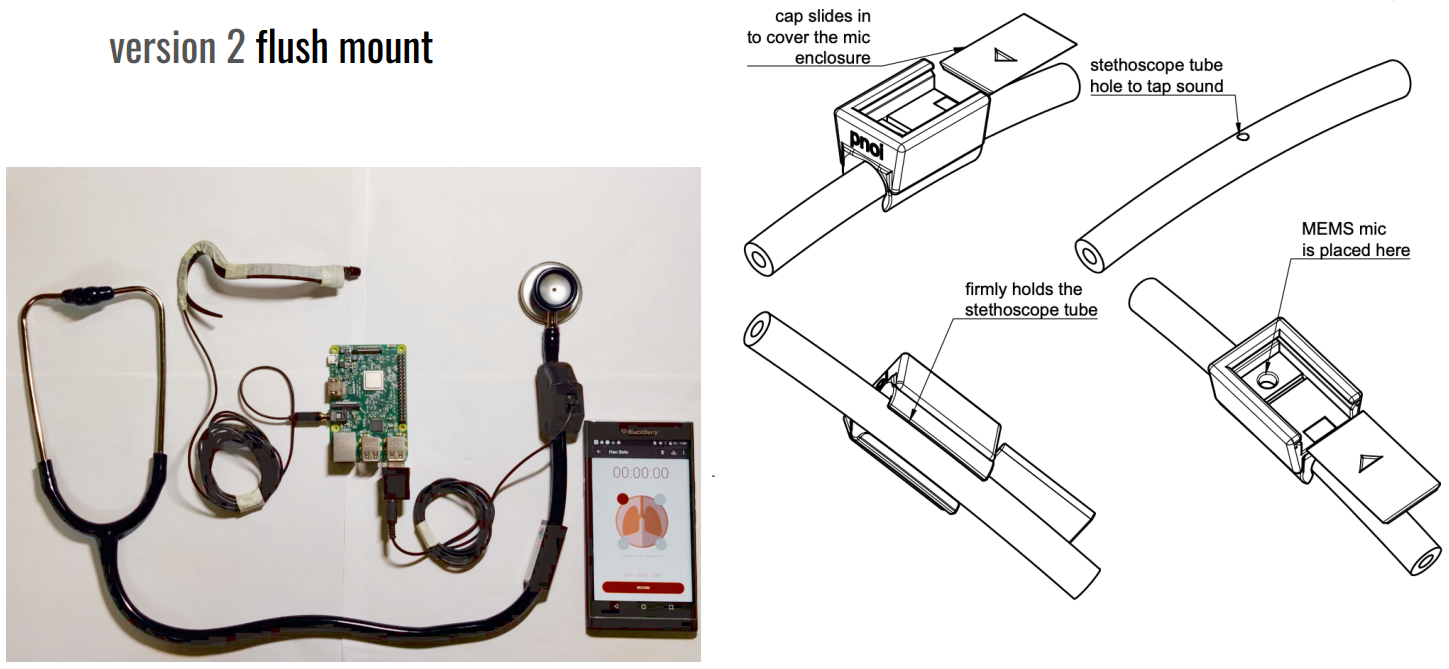 version 2 flush mount
cap slides in
to cover the mic
enclosure
stethoscope tube
hole to tap sound
pnoi
MEMS mic
is placed here
firmly holds the
stethoscope tube
BlackBerry
00:00:00
RECORD